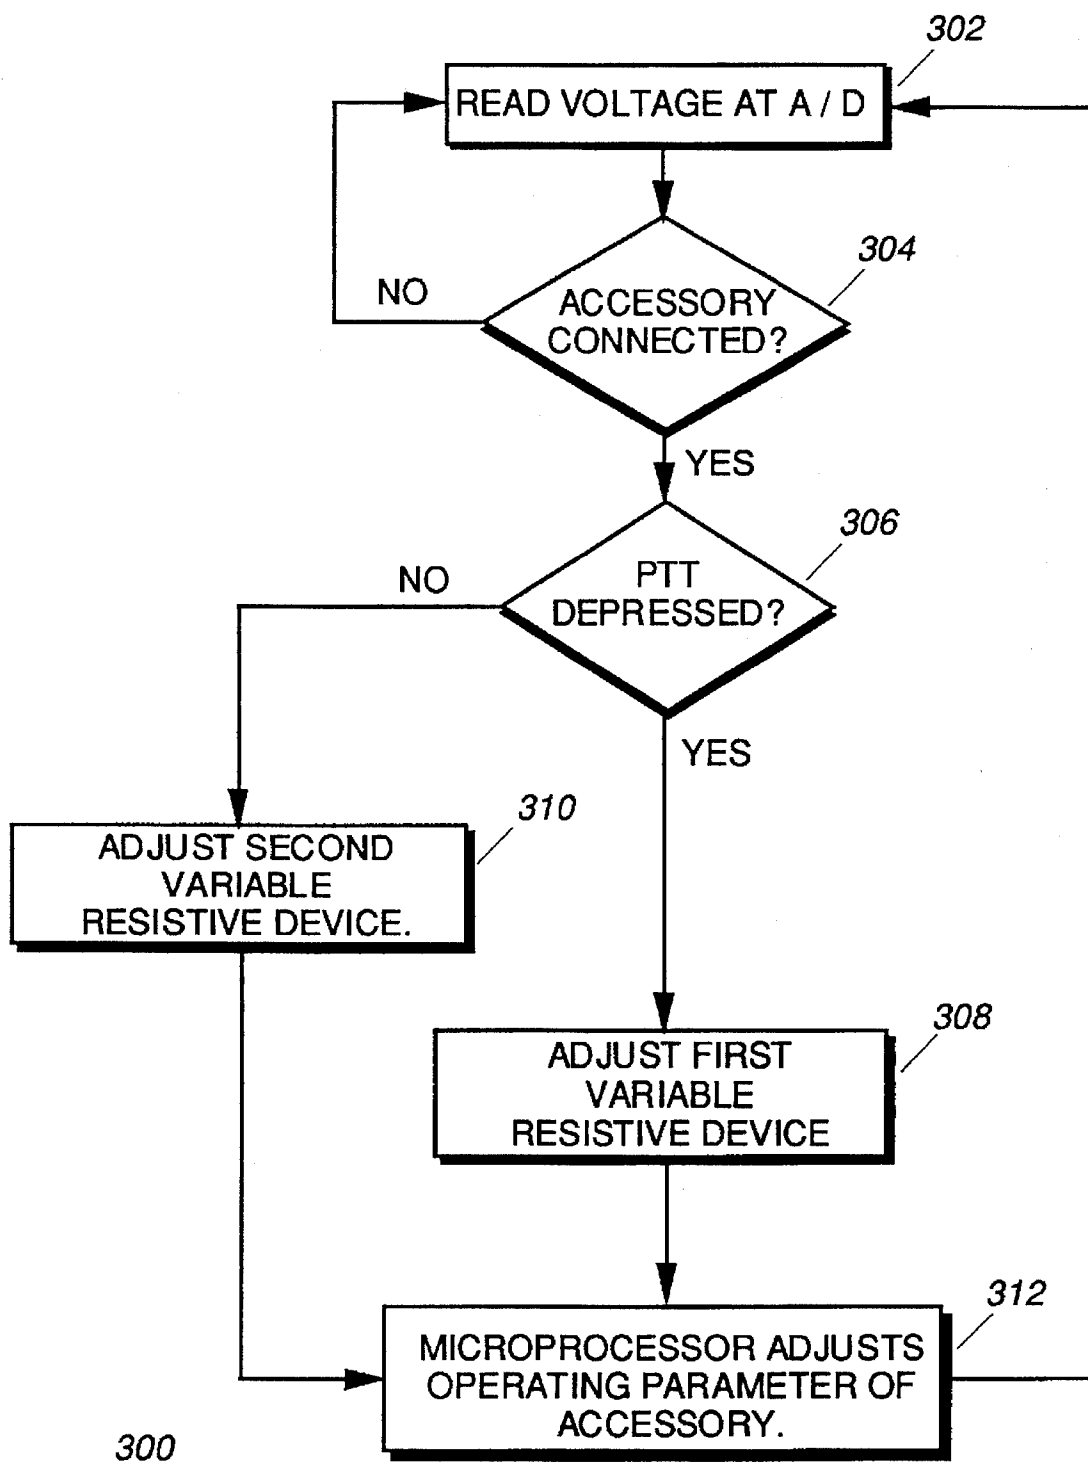 302
READ VOLTAGE AT A / D
304
NO
ACCESSORY
CONNECTED?
YES
306
NO
PTT
DEPRESSED?
YES
310
ADJUST SECOND
VARIABLE
RESISTIVE DEVICE.
308
ADJUST FIRST
VARIABLE
RESISTIVE DEVICE
312
MICROPROCESSOR ADJUSTS
OPERATING PARAMETER OF
ACCESSORY.
300